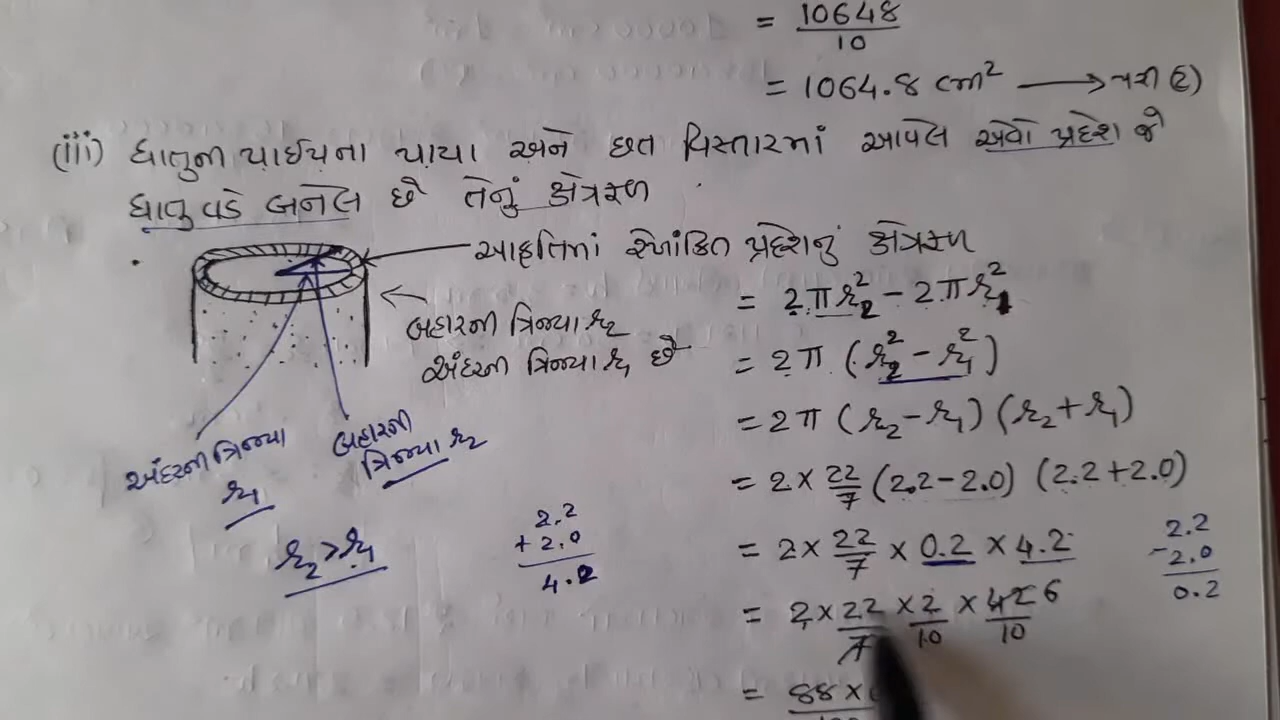 = 10648/10
= 1064.8 cm² →
(iii) ધાતુની પાઈપના પાયા અને છત વિસ્તારમાં આવેલ એવો પ્રદેશ જે
ધાતુ વડે બનેલ છે તેનું ક્ષેત્રફળ
આકૃતિમાં રેખાંકિત પ્રદેશનું ક્ષેત્રફળ
= 2πr₂² - 2πr₁²
બહારની ત્રિજ્યા r₂
અંદરની ત્રિજ્યા r₁ છે
= 2π (r₂² - r₁²)
= 2π (r₂ - r₁) (r₂ + r₁)
અંદરની ત્રિજ્યા
r₁
બહારની
ત્રિજ્યા r₂
r₂ > r₁
= 2 × 22/7 (2.2 - 2.0) (2.2 + 2.0)
2.2
+ 2.0
4.2
= 2 × 22/7 × 0.2 × 4.2
2.2
- 2.0
0.2
= 2 × 22/7 × 2/10 × 42/10 6
= 88 ×